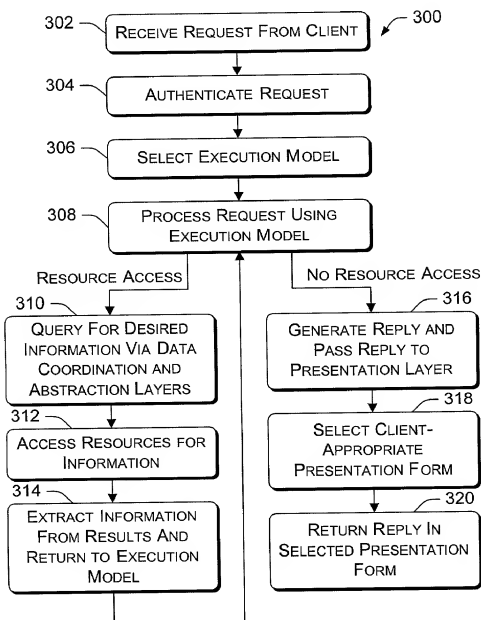 302
RECEIVE REQUEST FROM CLIENT
300
304
AUTHENTICATE REQUEST
306
SELECT EXECUTION MODEL
308
PROCESS REQUEST USING
EXECUTION MODEL
RESOURCE ACCESS
NO RESOURCE ACCESS
310
QUERY FOR DESIRED
INFORMATION VIA DATA
COORDINATION AND
ABSTRACTION LAYERS
312
ACCESS RESOURCES FOR
INFORMATION
314
EXTRACT INFORMATION
FROM RESULTS AND
RETURN TO EXECUTION
MODEL
316
GENERATE REPLY AND
PASS REPLY TO
PRESENTATION LAYER
318
SELECT CLIENT-
APPROPRIATE
PRESENTATION FORM
320
RETURN REPLY IN
SELECTED PRESENTATION
FORM